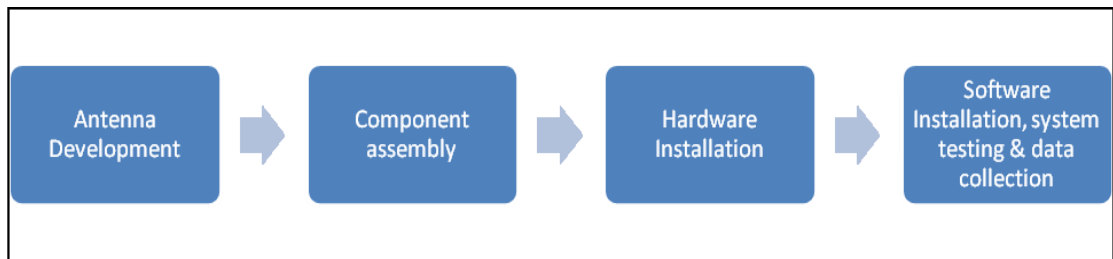 Antenna
Development
Component
assembly
Hardware
Installation
Software
Installation, system
testing & data
collection